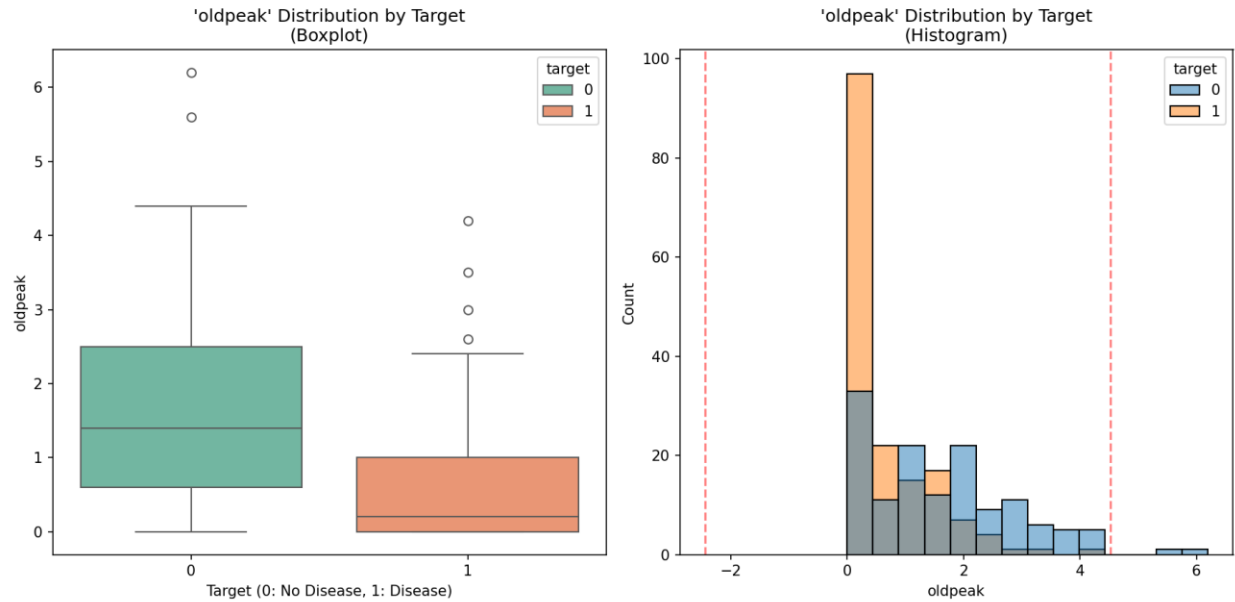 'oldpeak' Distribution by Target
(Boxplot)
target
0
1
6
5
4
3
2
1
0
oldpeak
0
1
Target (0: No Disease, 1: Disease)
'oldpeak' Distribution by Target
(Histogram)
target
0
1
100
80
60
40
20
0
Count
−2
0
2
4
6
oldpeak